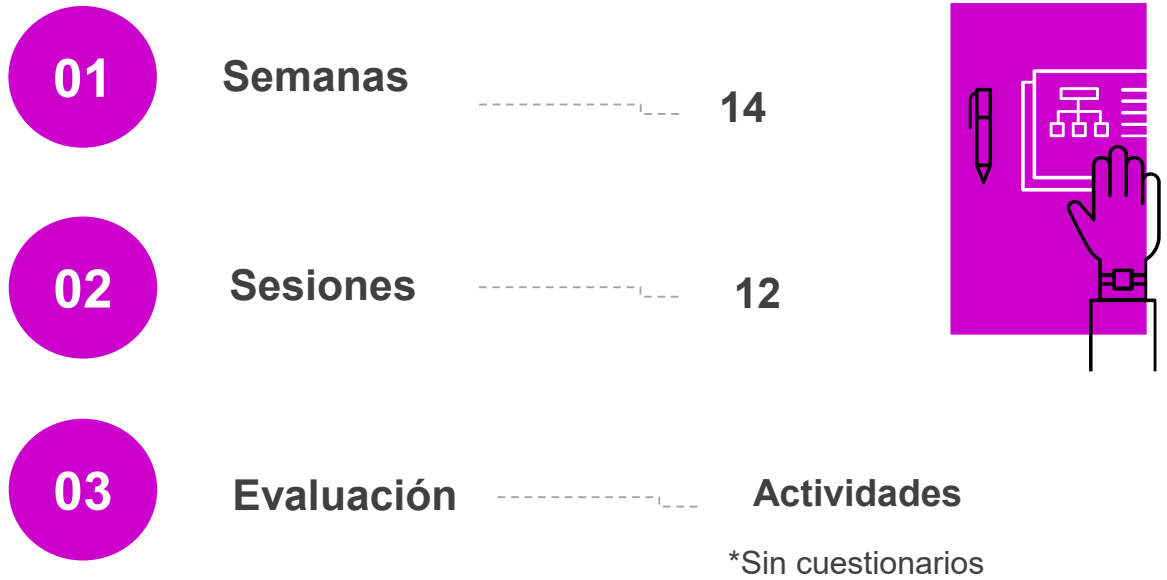 01
Semanas
14
02
Sesiones
12
03
Evaluación
Actividades
*Sin cuestionarios